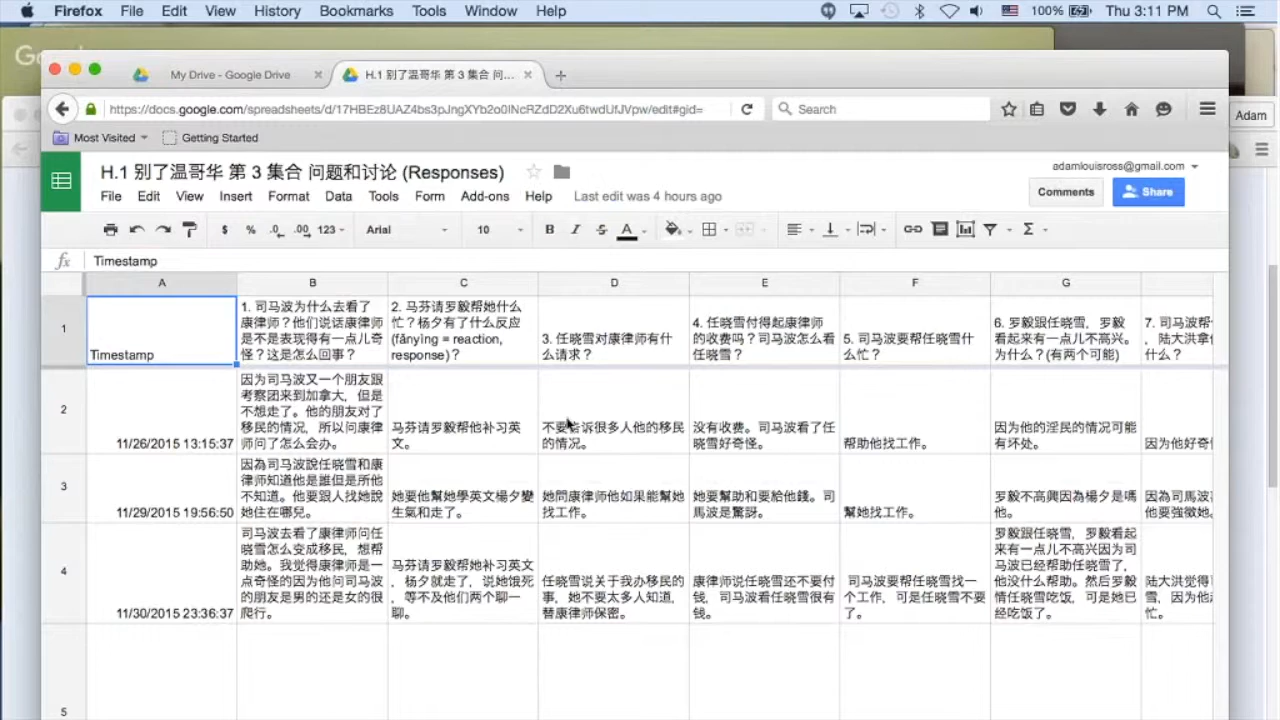 Firefox File Edit View History Bookmarks Tools Window Help 100% Thu 3:11 PM
My Drive - Google Drive
H.1 别了温哥华 第 3 集合 问...
https://docs.google.com/spreadsheets/d/17HBEz8UAZ4bs3pJngXYb2o0INcRZdD2Xu6twdUfJVpw/edit#gid=
Search
Adam
Most Visited Getting Started
H.1 别了温哥华 第 3 集合 问题和讨论 (Responses)
adamlouisross@gmail.com
File Edit View Insert Format Data Tools Form Add-ons Help Last edit was 4 hours ago
Comments Share
$ % .0 .00 123 Arial 10 B I S A Σ
fx Timestamp
A B C D E F G
1
Timestamp
1. 司马波为什么去看了
康律师？他们说话康律师
是不是表现得有一点儿奇
怪？这是怎么回事？
2. 马芬请罗毅帮她什么
忙？杨夕有了什么反应
(fǎnyìng = reaction,
response)？
3. 任晓雪对康律师有什
么请求？
4. 任晓雪付得起康律师
的收费吗？司马波怎么看
任晓雪？
5. 司马波要帮任晓雪什
么忙？
6. 罗毅跟任晓雪，罗毅
看起来有一点儿不高兴。
为什么？(有两个可能)
7. 司马波帮
，陆大洪拿
什么？
2
11/26/2015 13:15:37
因为司马波又一个朋友跟
考察团来到加拿大，但是
不想走了。他的朋友对了
移民的情况，所以问康律
师问了怎么会办。
马芬请罗毅帮他补习英
文。
不要告诉很多人他的移民
的情况。
没有收费。司马波看了任
晓雪好奇怪。
帮助他找工作。
因为他的淫民的情况可能
有坏处。
因为他好奇
3
11/29/2015 19:56:50
因為司马波說任晓雪和康
律师知道他是誰但是所他
不知道。他要跟人找她說
她住在哪兒。
她要他幫她學英文楊夕變
生氣和走了。
她問康律师他如果能幫她
找工作。
她要幫助和要給他錢。司
馬波是驚訝。
幫她找工作。
罗毅不高興因為楊夕是嗎
他。
因為司馬波
他要強徵她。
4
11/30/2015 23:36:37
司马波去看了康律师问任
晓雪怎么变成移民，想帮
助她。我觉得康律师是一
点奇怪的因为他问司马波
的朋友是男的还是女的很
爬行。
马芬请罗毅帮她补习英文
，杨夕就走了，说她饿死
，等不及他们两个聊一
聊。
任晓雪说关于我办移民的
事，她不要太多人知道，
替康律师保密。
康律师说任晓雪还不要付
钱，司马波看任晓雪很有
钱。
司马波要帮任晓雪找一
个工作，可是任晓雪不要
了。
罗毅跟任晓雪，罗毅看起
来有一点儿不高兴因为司
马波已经帮助任晓雪了，
他没什么帮助。然后罗毅
情任晓雪吃饭，可是她已
经吃饭了。
陆大洪觉得
雪，因为他
忙。
5